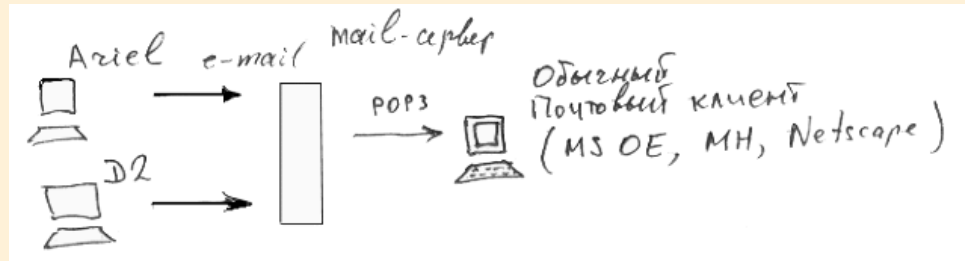 Ariel
e-mail
mail-сервер
D2
POP3
Обычный
Почтовый клиент
(MS OE, MH, Netscape)